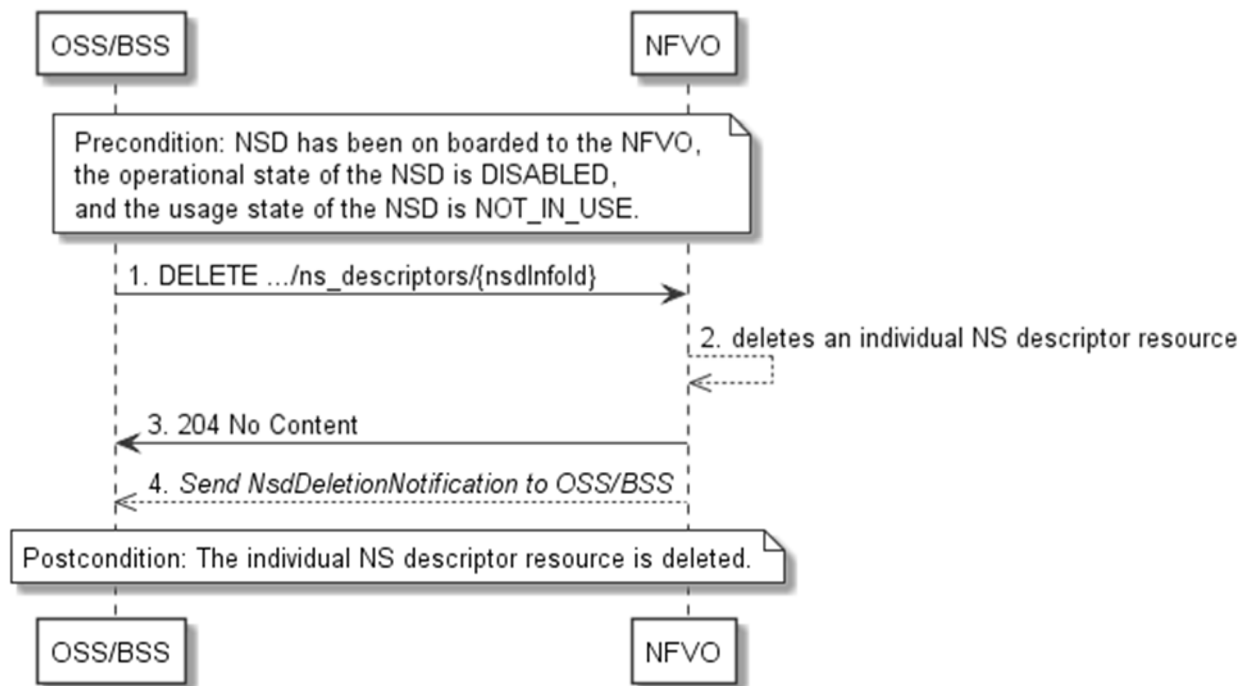 OSS/BSS
NFVO
Precondition: NSD has been on boarded to the NFVO,
the operational state of the NSD is DISABLED,
and the usage state of the NSD is NOT_IN_USE.
1. DELETE .../ns_descriptors/{nsdInfoId}
2. deletes an individual NS descriptor resource
3. 204 No Content
4. Send NsdDeletionNotification to OSS/BSS
Postcondition: The individual NS descriptor resource is deleted.
OSS/BSS
NFVO